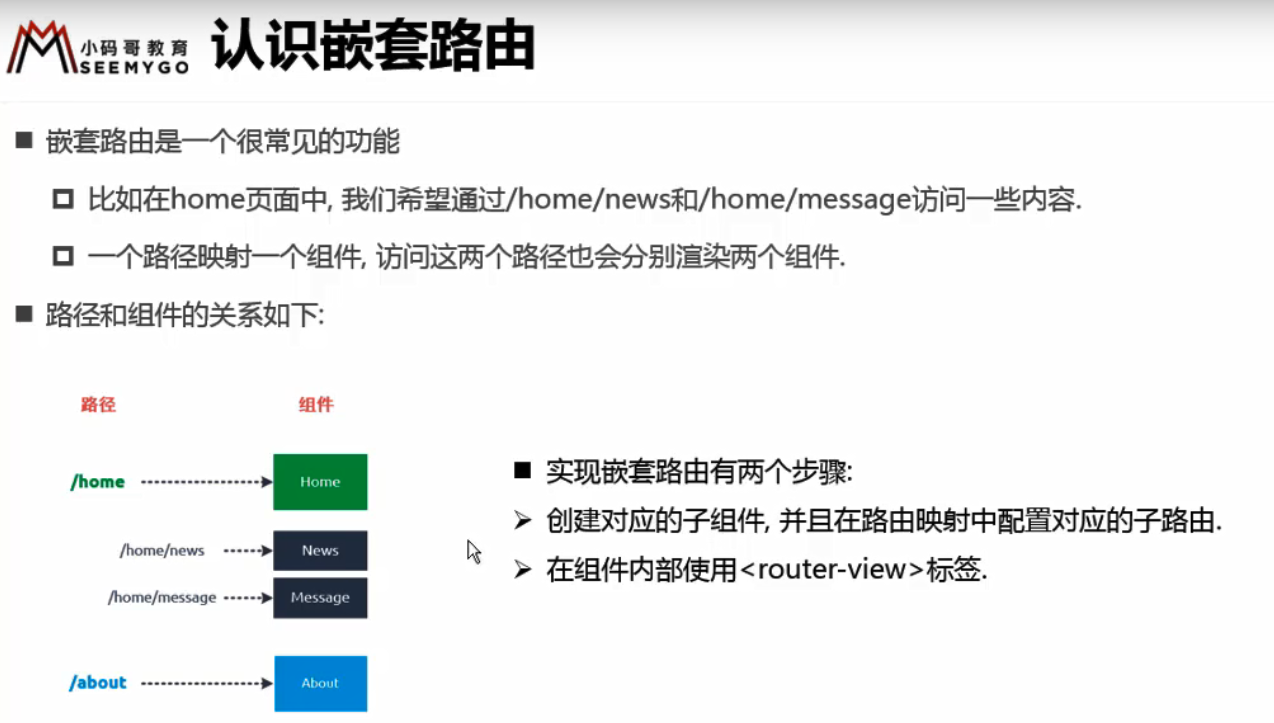 小码哥教育
SEEMYGO
认识嵌套路由
嵌套路由是一个很常见的功能
比如在home页面中, 我们希望通过/home/news和/home/message访问一些内容.
一个路径映射一个组件, 访问这两个路径也会分别渲染两个组件.
路径和组件的关系如下:
路径 组件
/home Home
/home/news News
/home/message Message
/about About
实现嵌套路由有两个步骤:
创建对应的子组件, 并且在路由映射中配置对应的子路由.
在组件内部使用<router-view>标签.